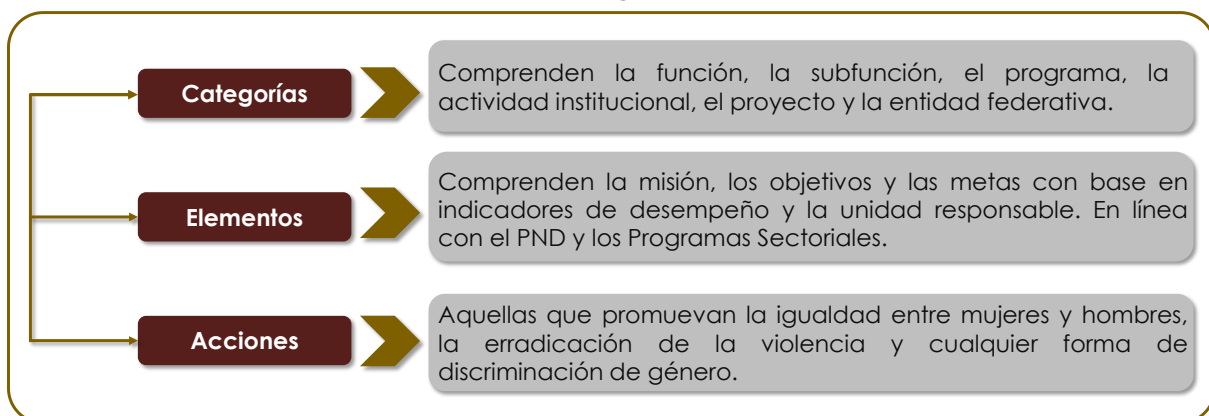 Categorías
Comprenden la función, la subfunción, el programa, la
actividad institucional, el proyecto y la entidad federativa.
Elementos
Comprenden la misión, los objetivos y las metas con base en
indicadores de desempeño y la unidad responsable. En línea
con el PND y los Programas Sectoriales.
Acciones
Aquellas que promuevan la igualdad entre mujeres y hombres,
la erradicación de la violencia y cualquier forma de
discriminación de género.